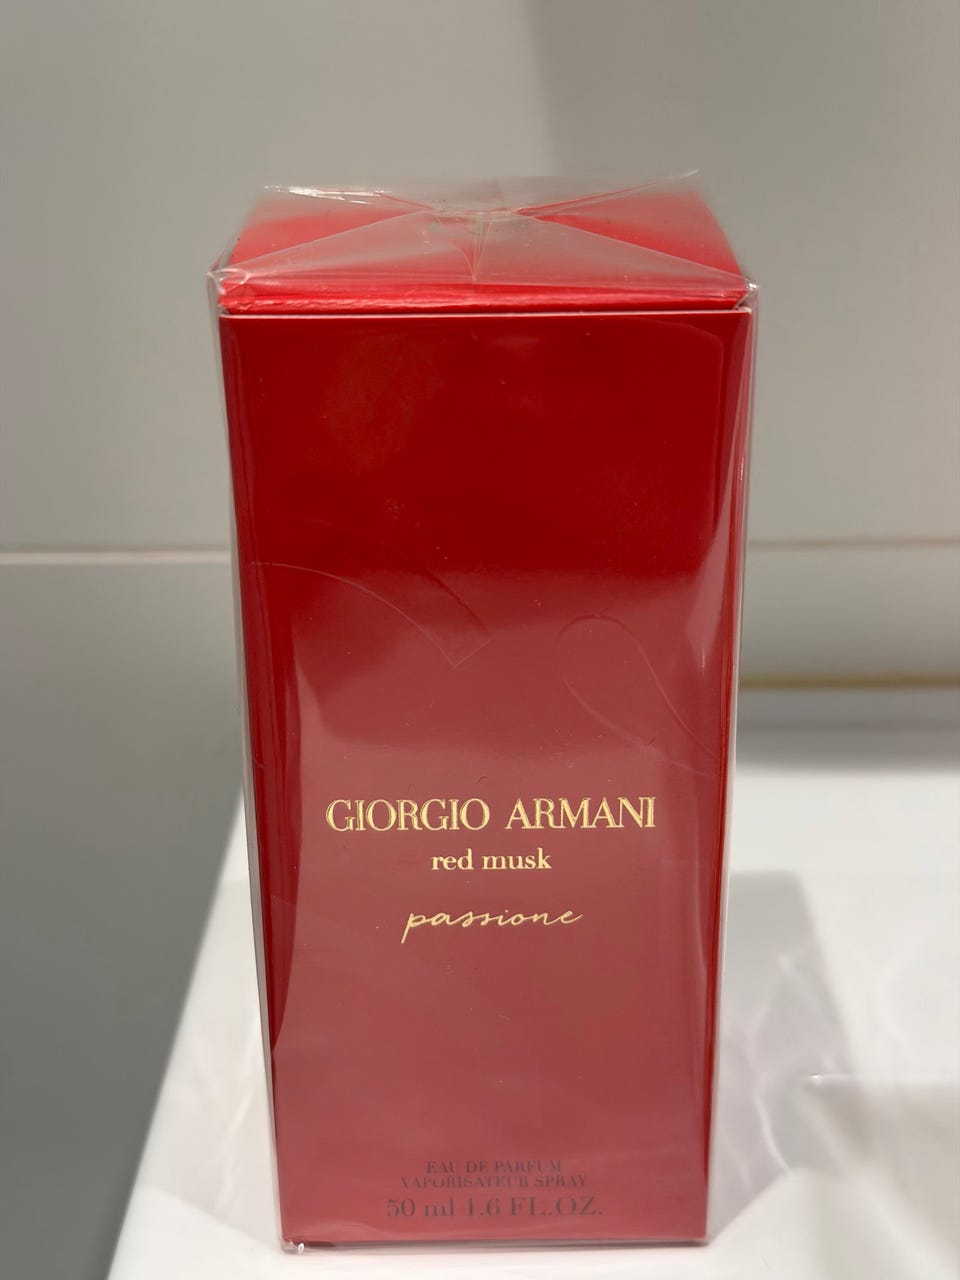 GIORGIO ARMANI
red musk
passione
EAU DE PARFUM
VAPORISATEUR SPRAY
50 ml 1.6 FL.OZ.